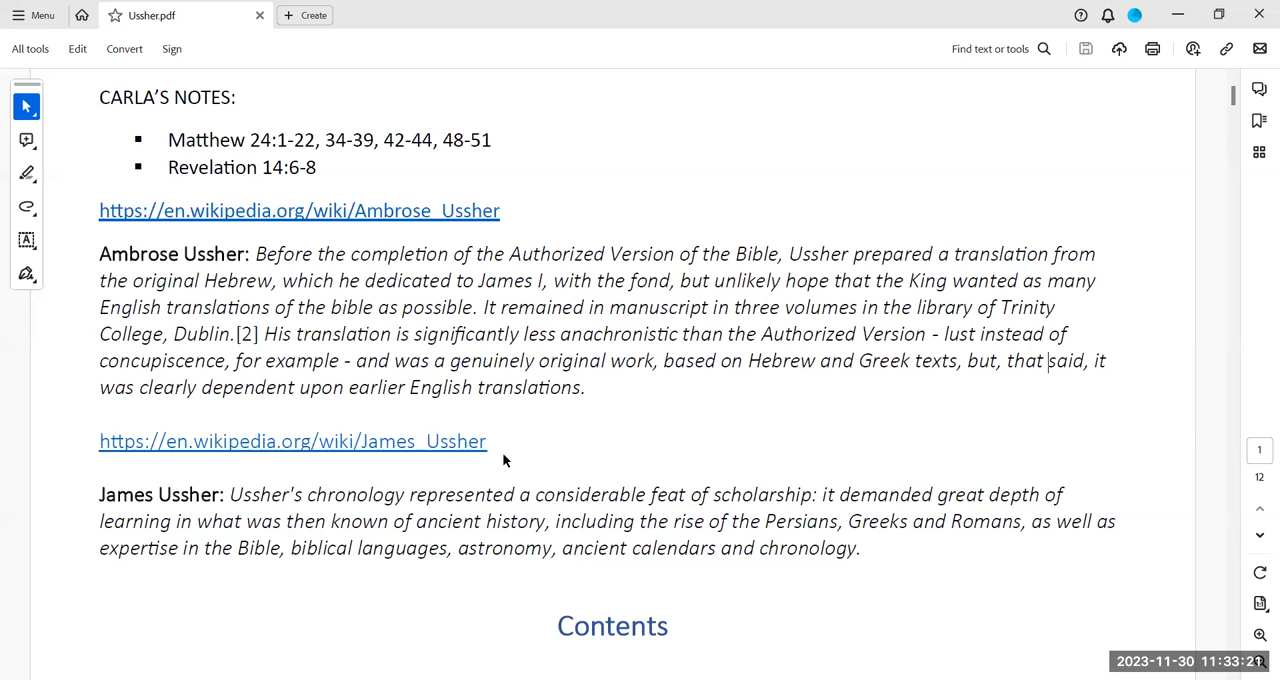 Menu Ussher.pdf Create
All tools Edit Convert Sign Find text or tools
CARLA'S NOTES:
▪ Matthew 24:1-22, 34-39, 42-44, 48-51
▪ Revelation 14:6-8
https://en.wikipedia.org/wiki/Ambrose_Ussher
Ambrose Ussher: Before the completion of the Authorized Version of the Bible, Ussher prepared a translation from
the original Hebrew, which he dedicated to James I, with the fond, but unlikely hope that the King wanted as many
English translations of the bible as possible. It remained in manuscript in three volumes in the library of Trinity
College, Dublin.[2] His translation is significantly less anachronistic than the Authorized Version - lust instead of
concupiscence, for example - and was a genuinely original work, based on Hebrew and Greek texts, but, that said, it
was clearly dependent upon earlier English translations.
https://en.wikipedia.org/wiki/James_Ussher
James Ussher: Ussher's chronology represented a considerable feat of scholarship: it demanded great depth of
learning in what was then known of ancient history, including the rise of the Persians, Greeks and Romans, as well as
expertise in the Bible, biblical languages, astronomy, ancient calendars and chronology.
Contents
1
12
2023-11-30 11:33:21